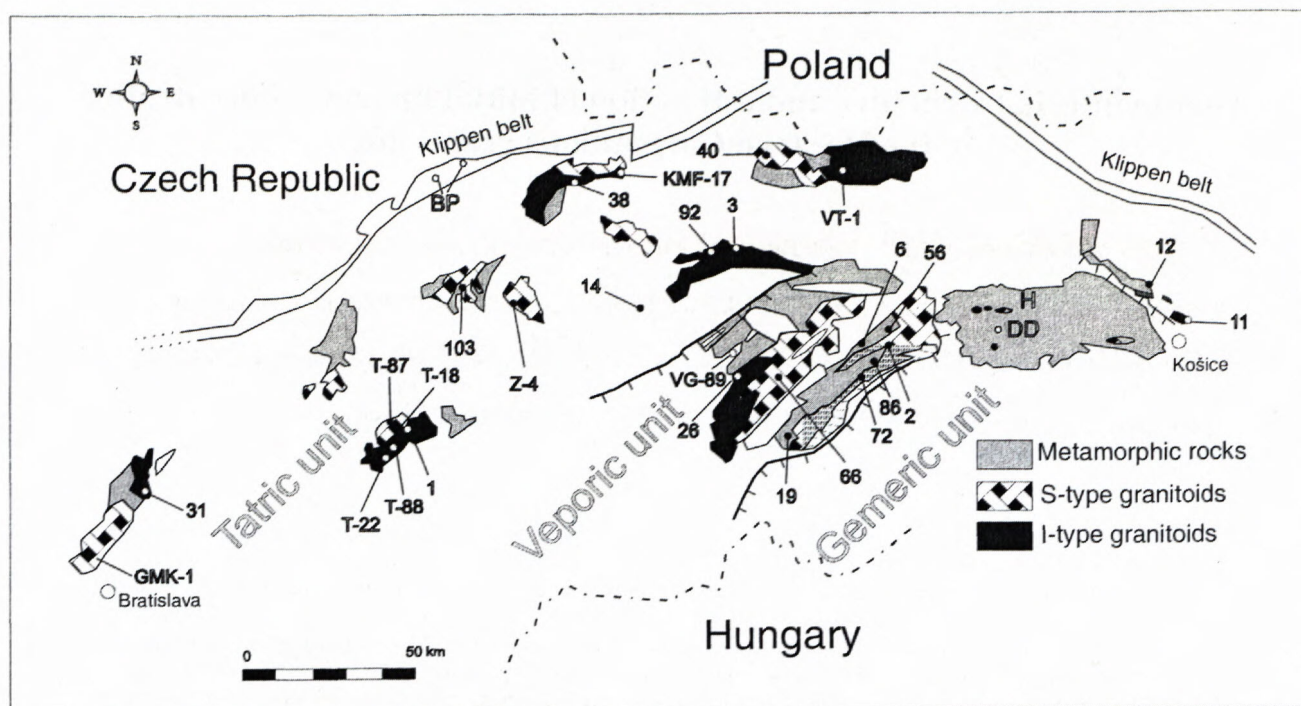 N
W E
S
Poland
Czech Republic
Klippen belt
Klippen belt
BP
40
KMF-17
38
VT-1
92
3
6
56
12
14
H
DD
11
Košice
103
Z-4
T-87
T-18
VG-89
26
86
2
72
66
19
Metamorphic rocks
S-type granitoids
I-type granitoids
Tatric unit
Veporic unit
Gemeric unit
31
1
T-88
T-22
GMK-1
Bratislava
Hungary
0 50 km